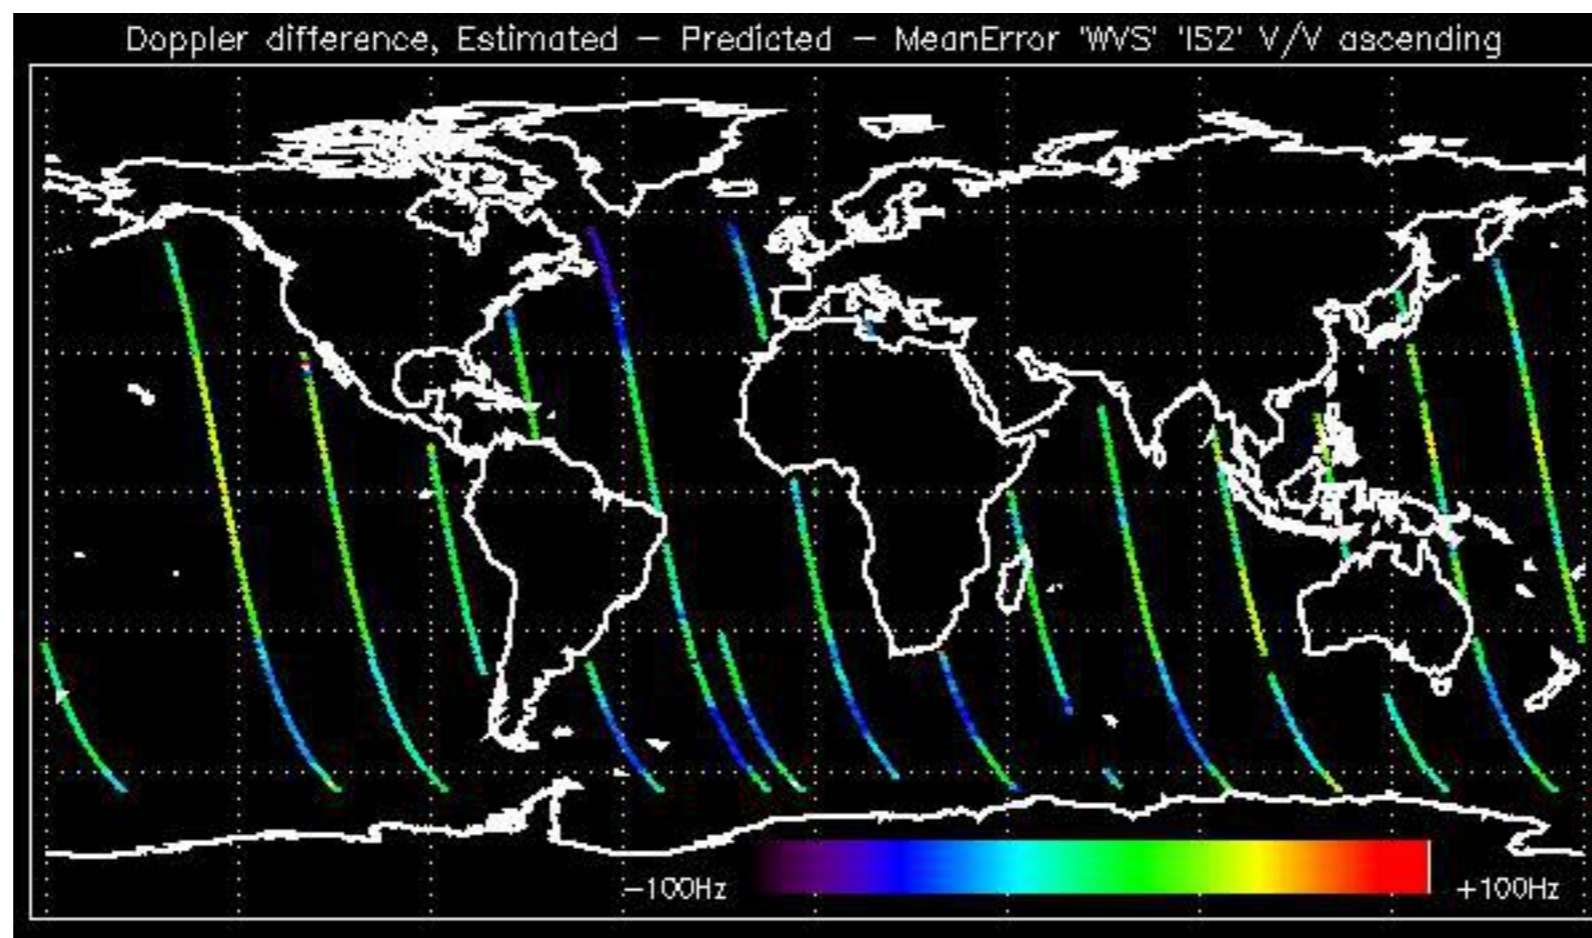 Doppler difference, Estimated – Predicted – MeanError 'WVS' 'IS2' V/V ascending
–100Hz
+100Hz